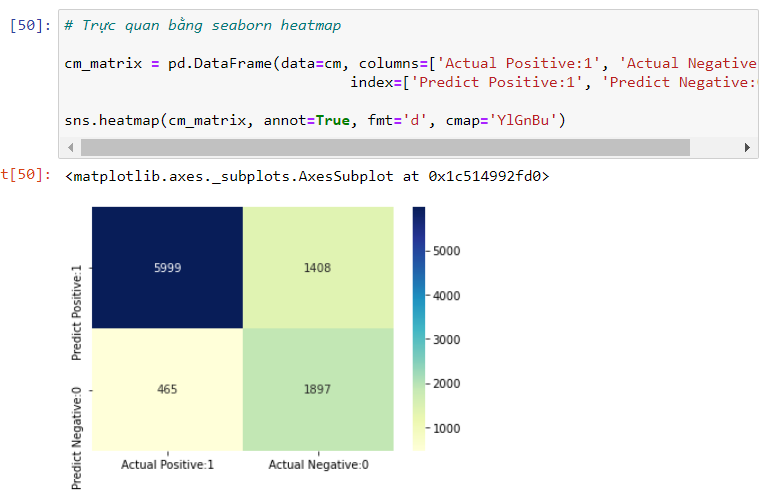 [50]:
# Trực quan bằng seaborn heatmap
cm_matrix = pd.DataFrame(data=cm, columns=['Actual Positive:1', 'Actual Negative
index=['Predict Positive:1', 'Predict Negative:
sns.heatmap(cm_matrix, annot=True, fmt='d', cmap='YlGnBu')
t[50]:
<matplotlib.axes._subplots.AxesSubplot at 0x1c514992fd0>
Predict Positive:1
5999
1408
Predict Negative:0
465
1897
Actual Positive:1
Actual Negative:0
5000
4000
3000
2000
1000